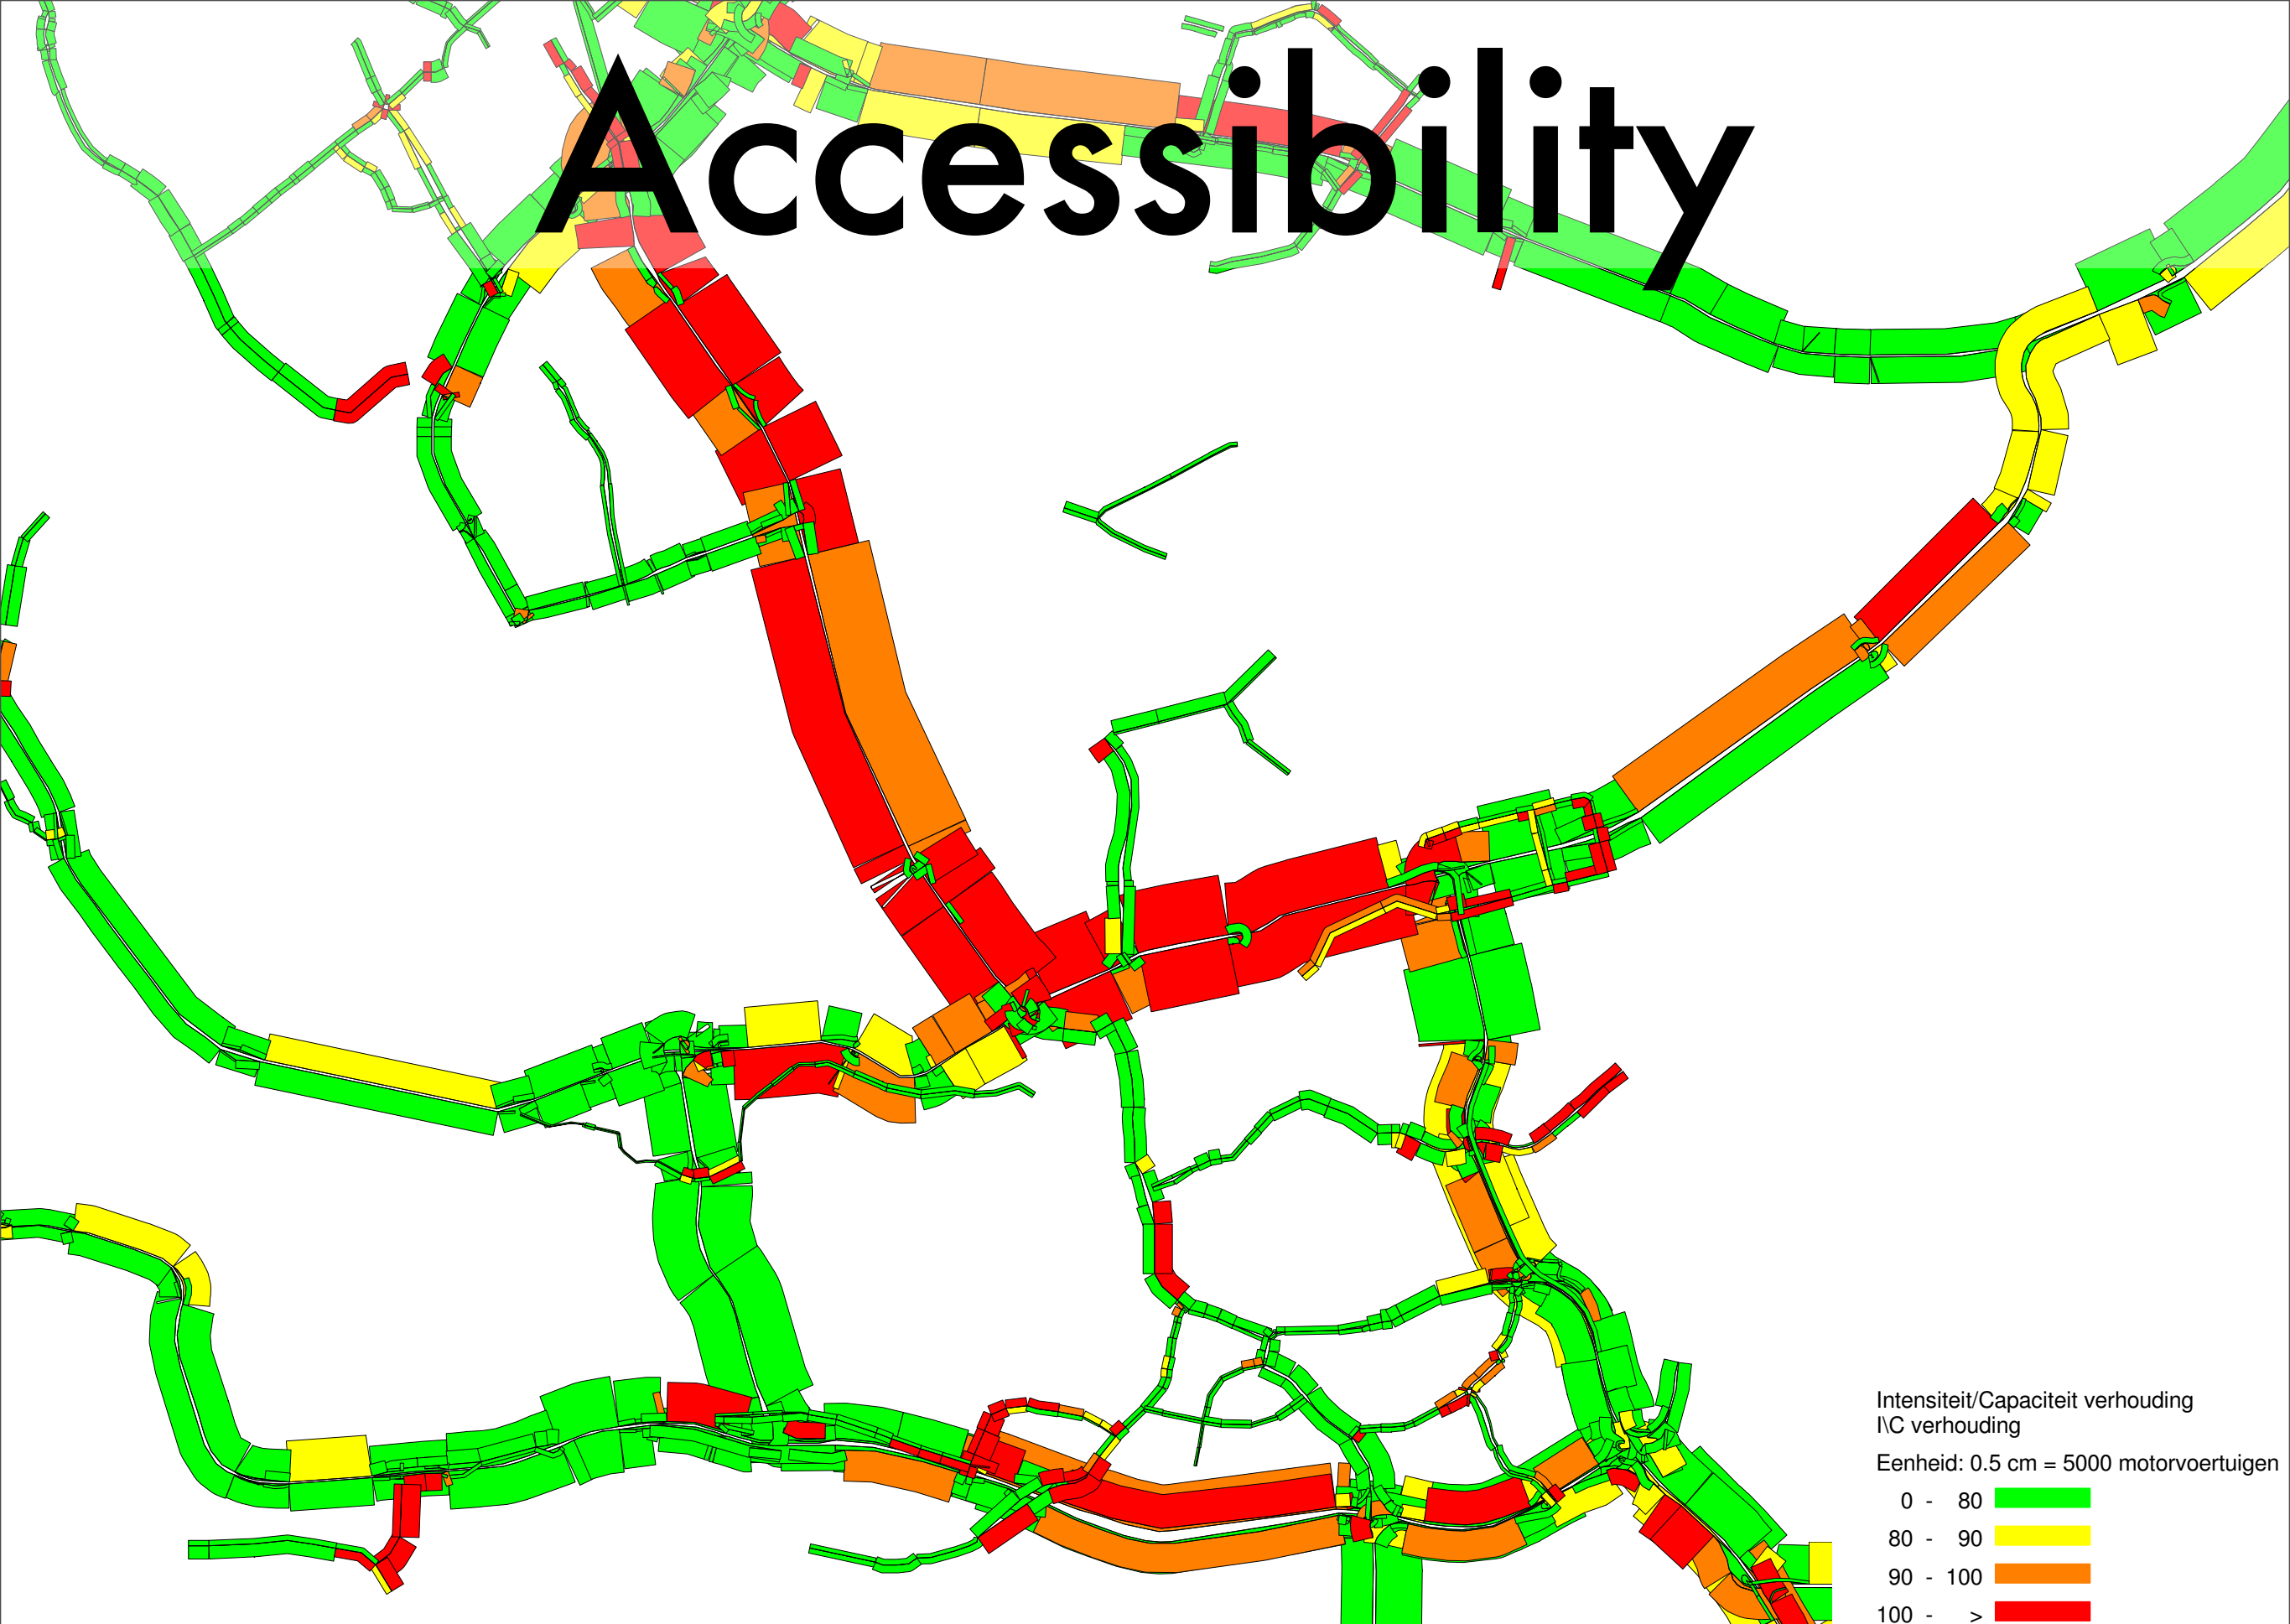 Accessibility
Intensiteit/Capaciteit verhouding
I\C verhouding
Eenheid: 0.5 cm = 5000 motorvoertuigen
0 - 80
80 - 90
90 - 100
100 - >